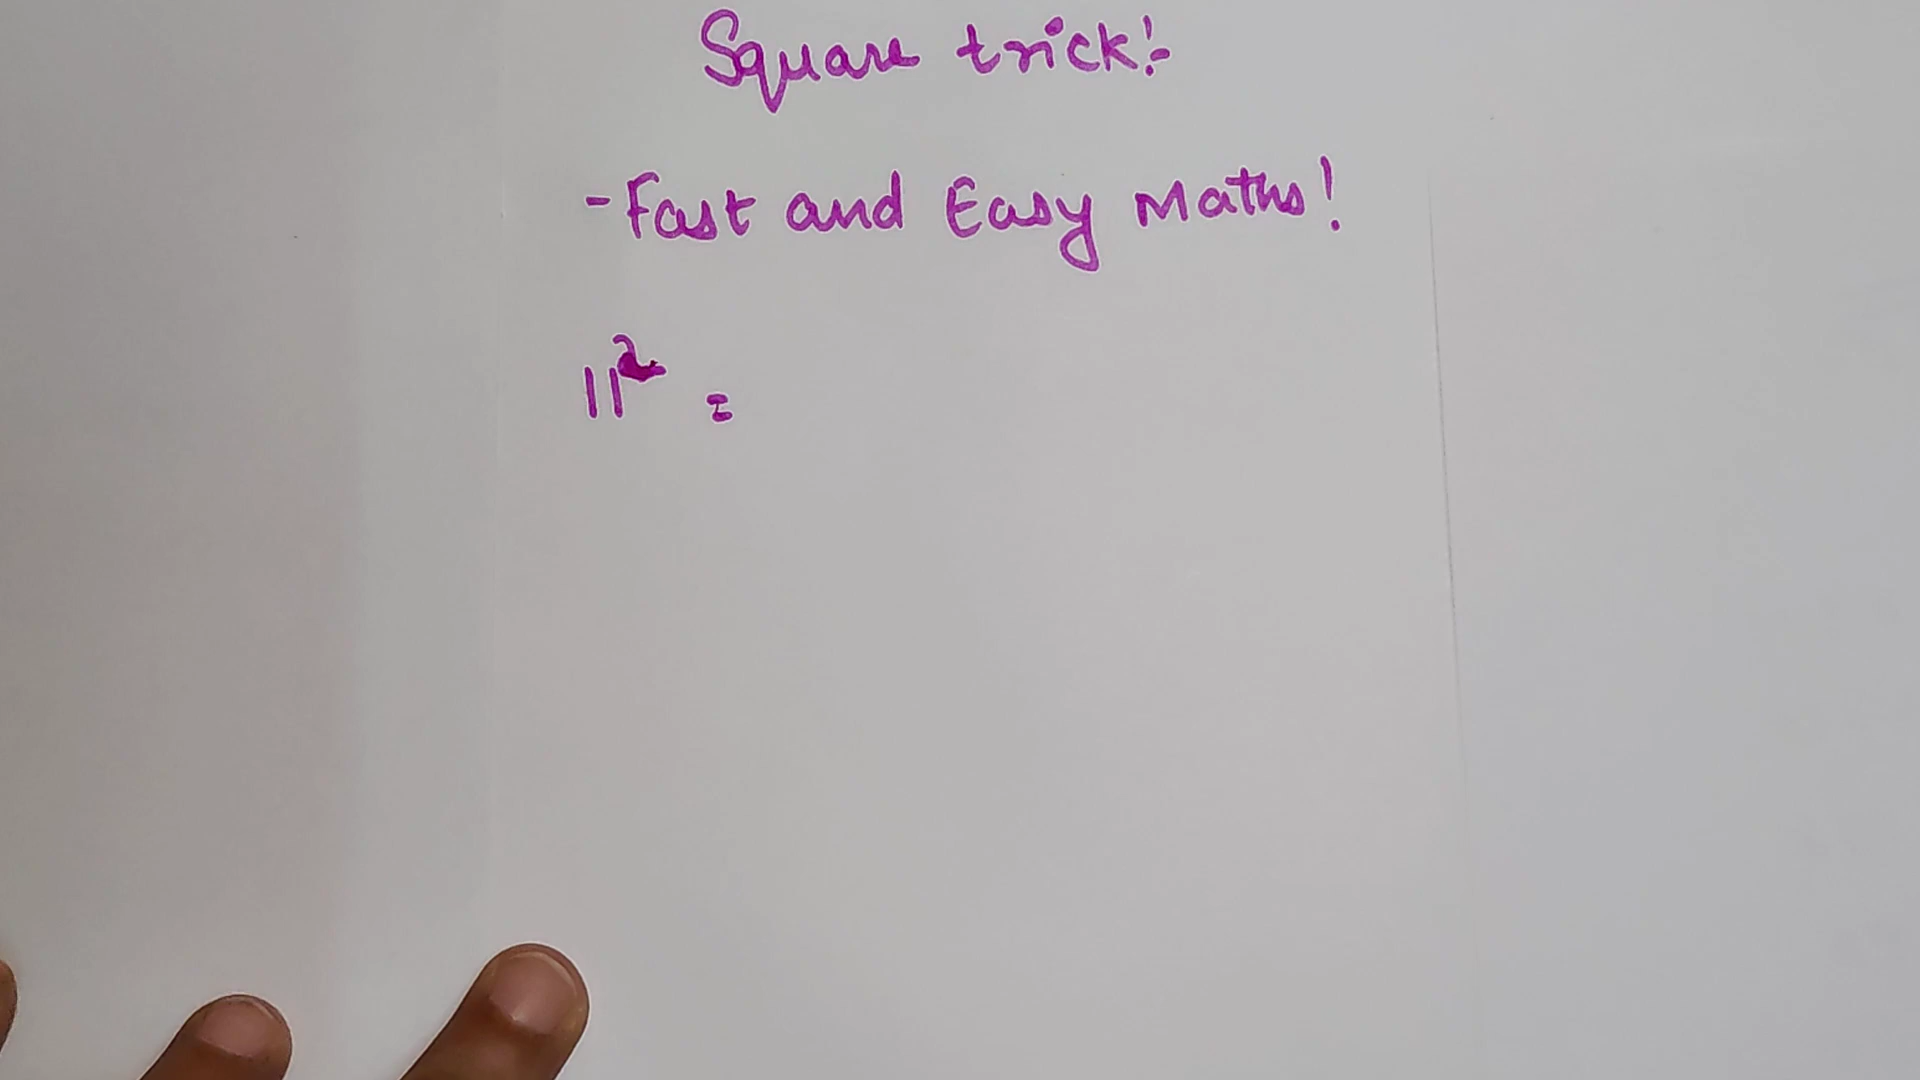 Square trick:-
- Fast and Easy Maths!
11² =